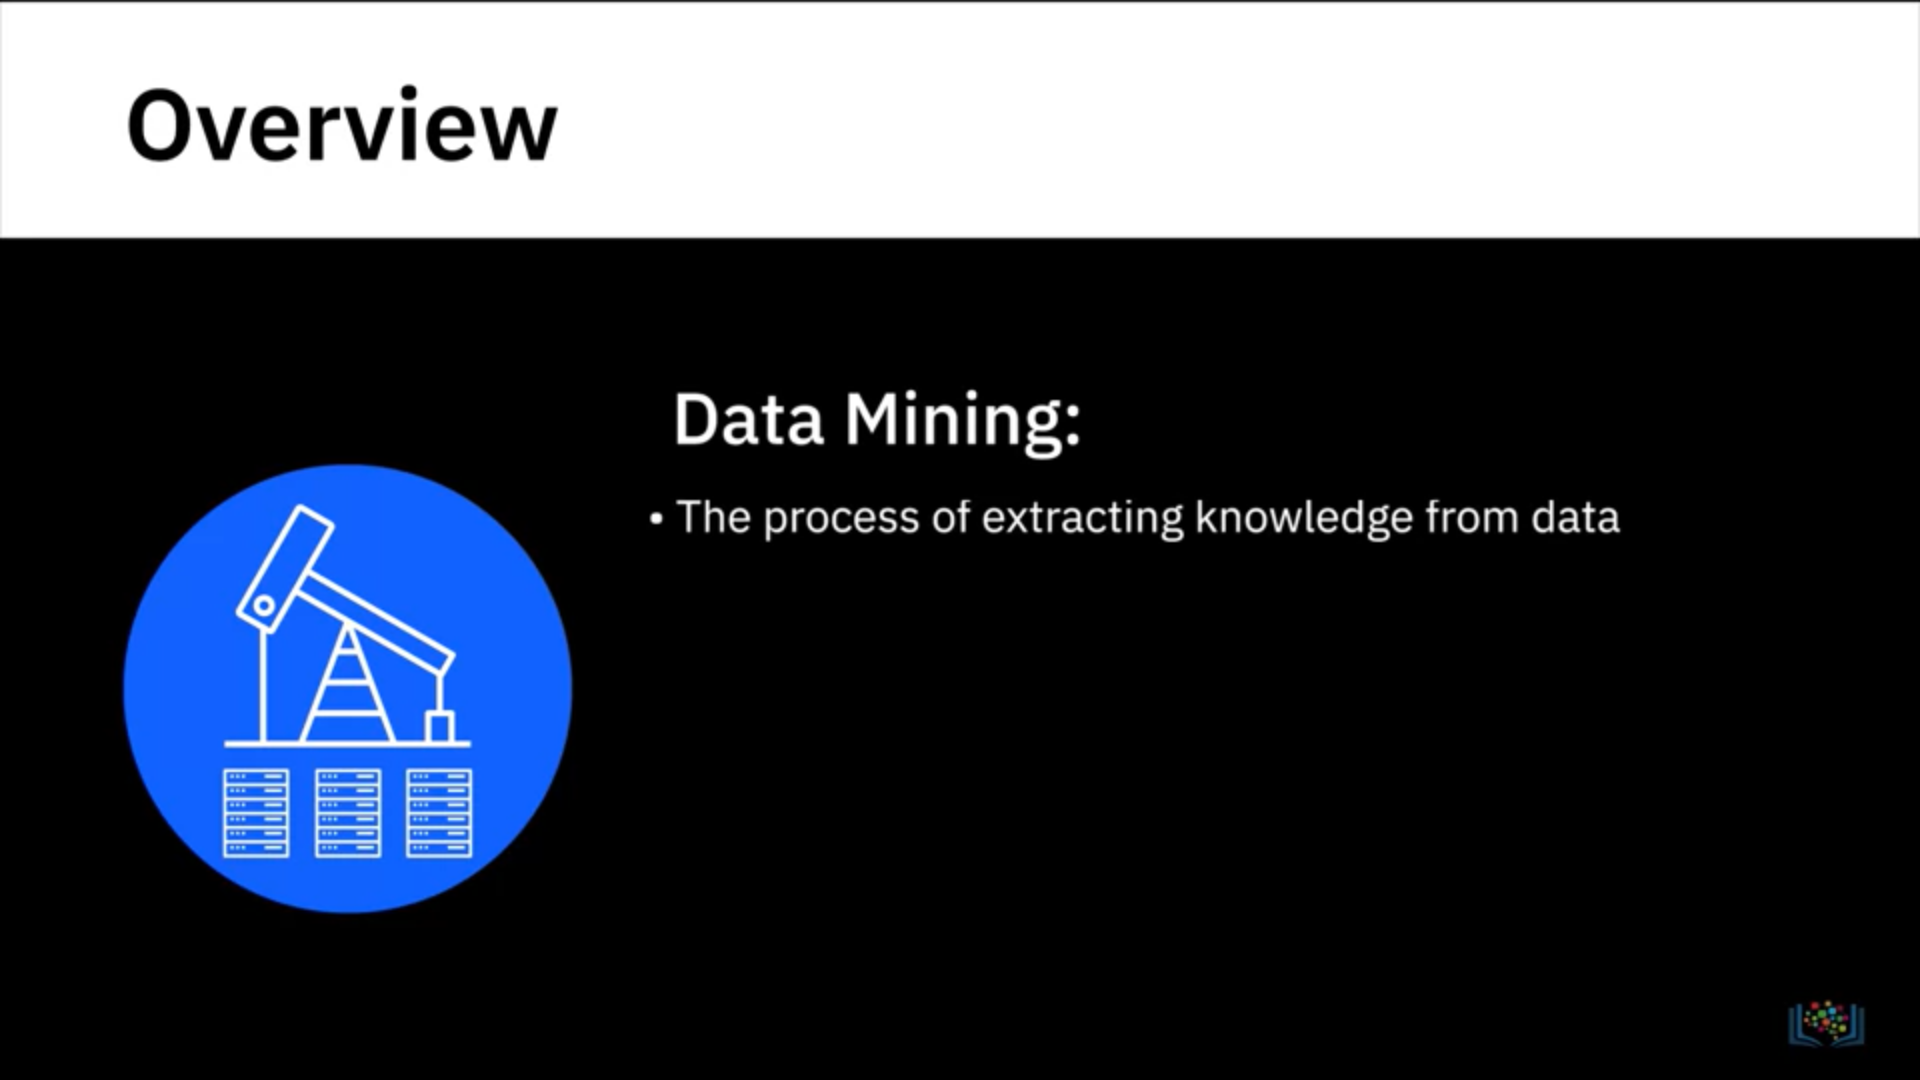 Overview
Data Mining:
• The process of extracting knowledge from data